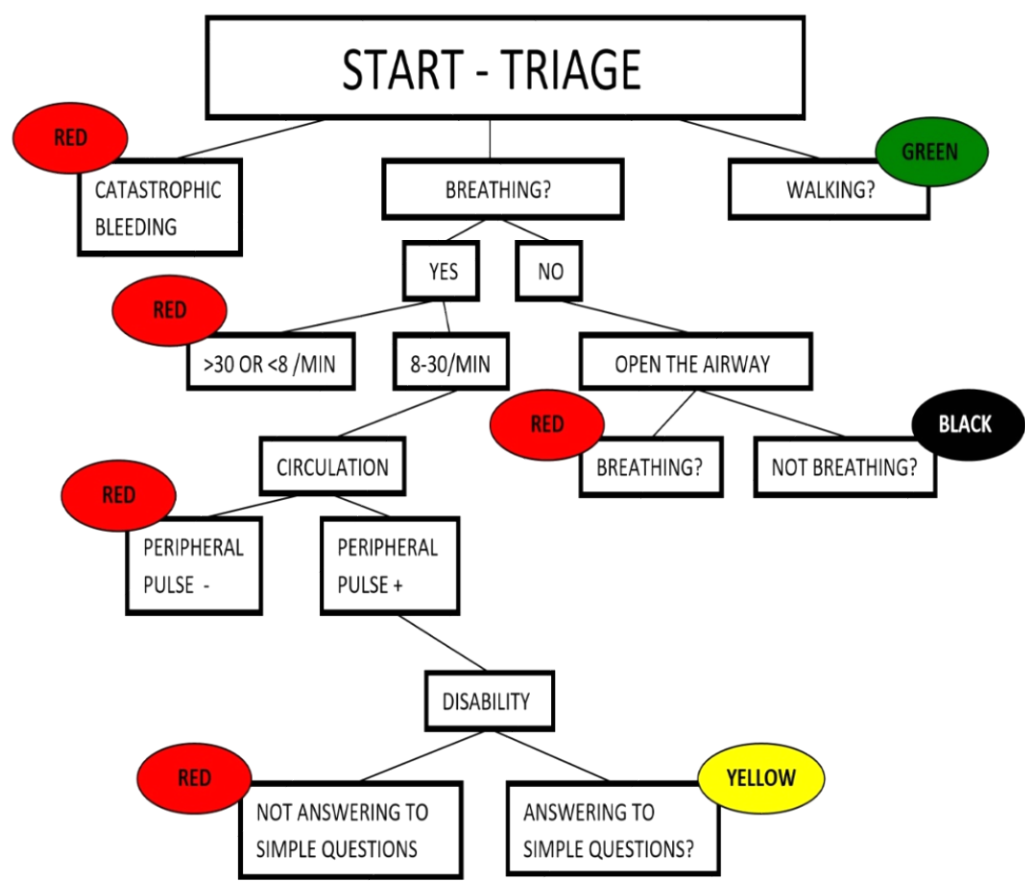 START - TRIAGE
RED
CATASTROPHIC
BLEEDING
BREATHING?
GREEN
WALKING?
YES
NO
RED
>30 OR <8 /MIN
8-30/MIN
OPEN THE AIRWAY
RED
BREATHING?
BLACK
NOT BREATHING?
CIRCULATION
RED
PERIPHERAL
PULSE -
PERIPHERAL
PULSE +
DISABILITY
RED
NOT ANSWERING TO
SIMPLE QUESTIONS
YELLOW
ANSWERING TO
SIMPLE QUESTIONS?